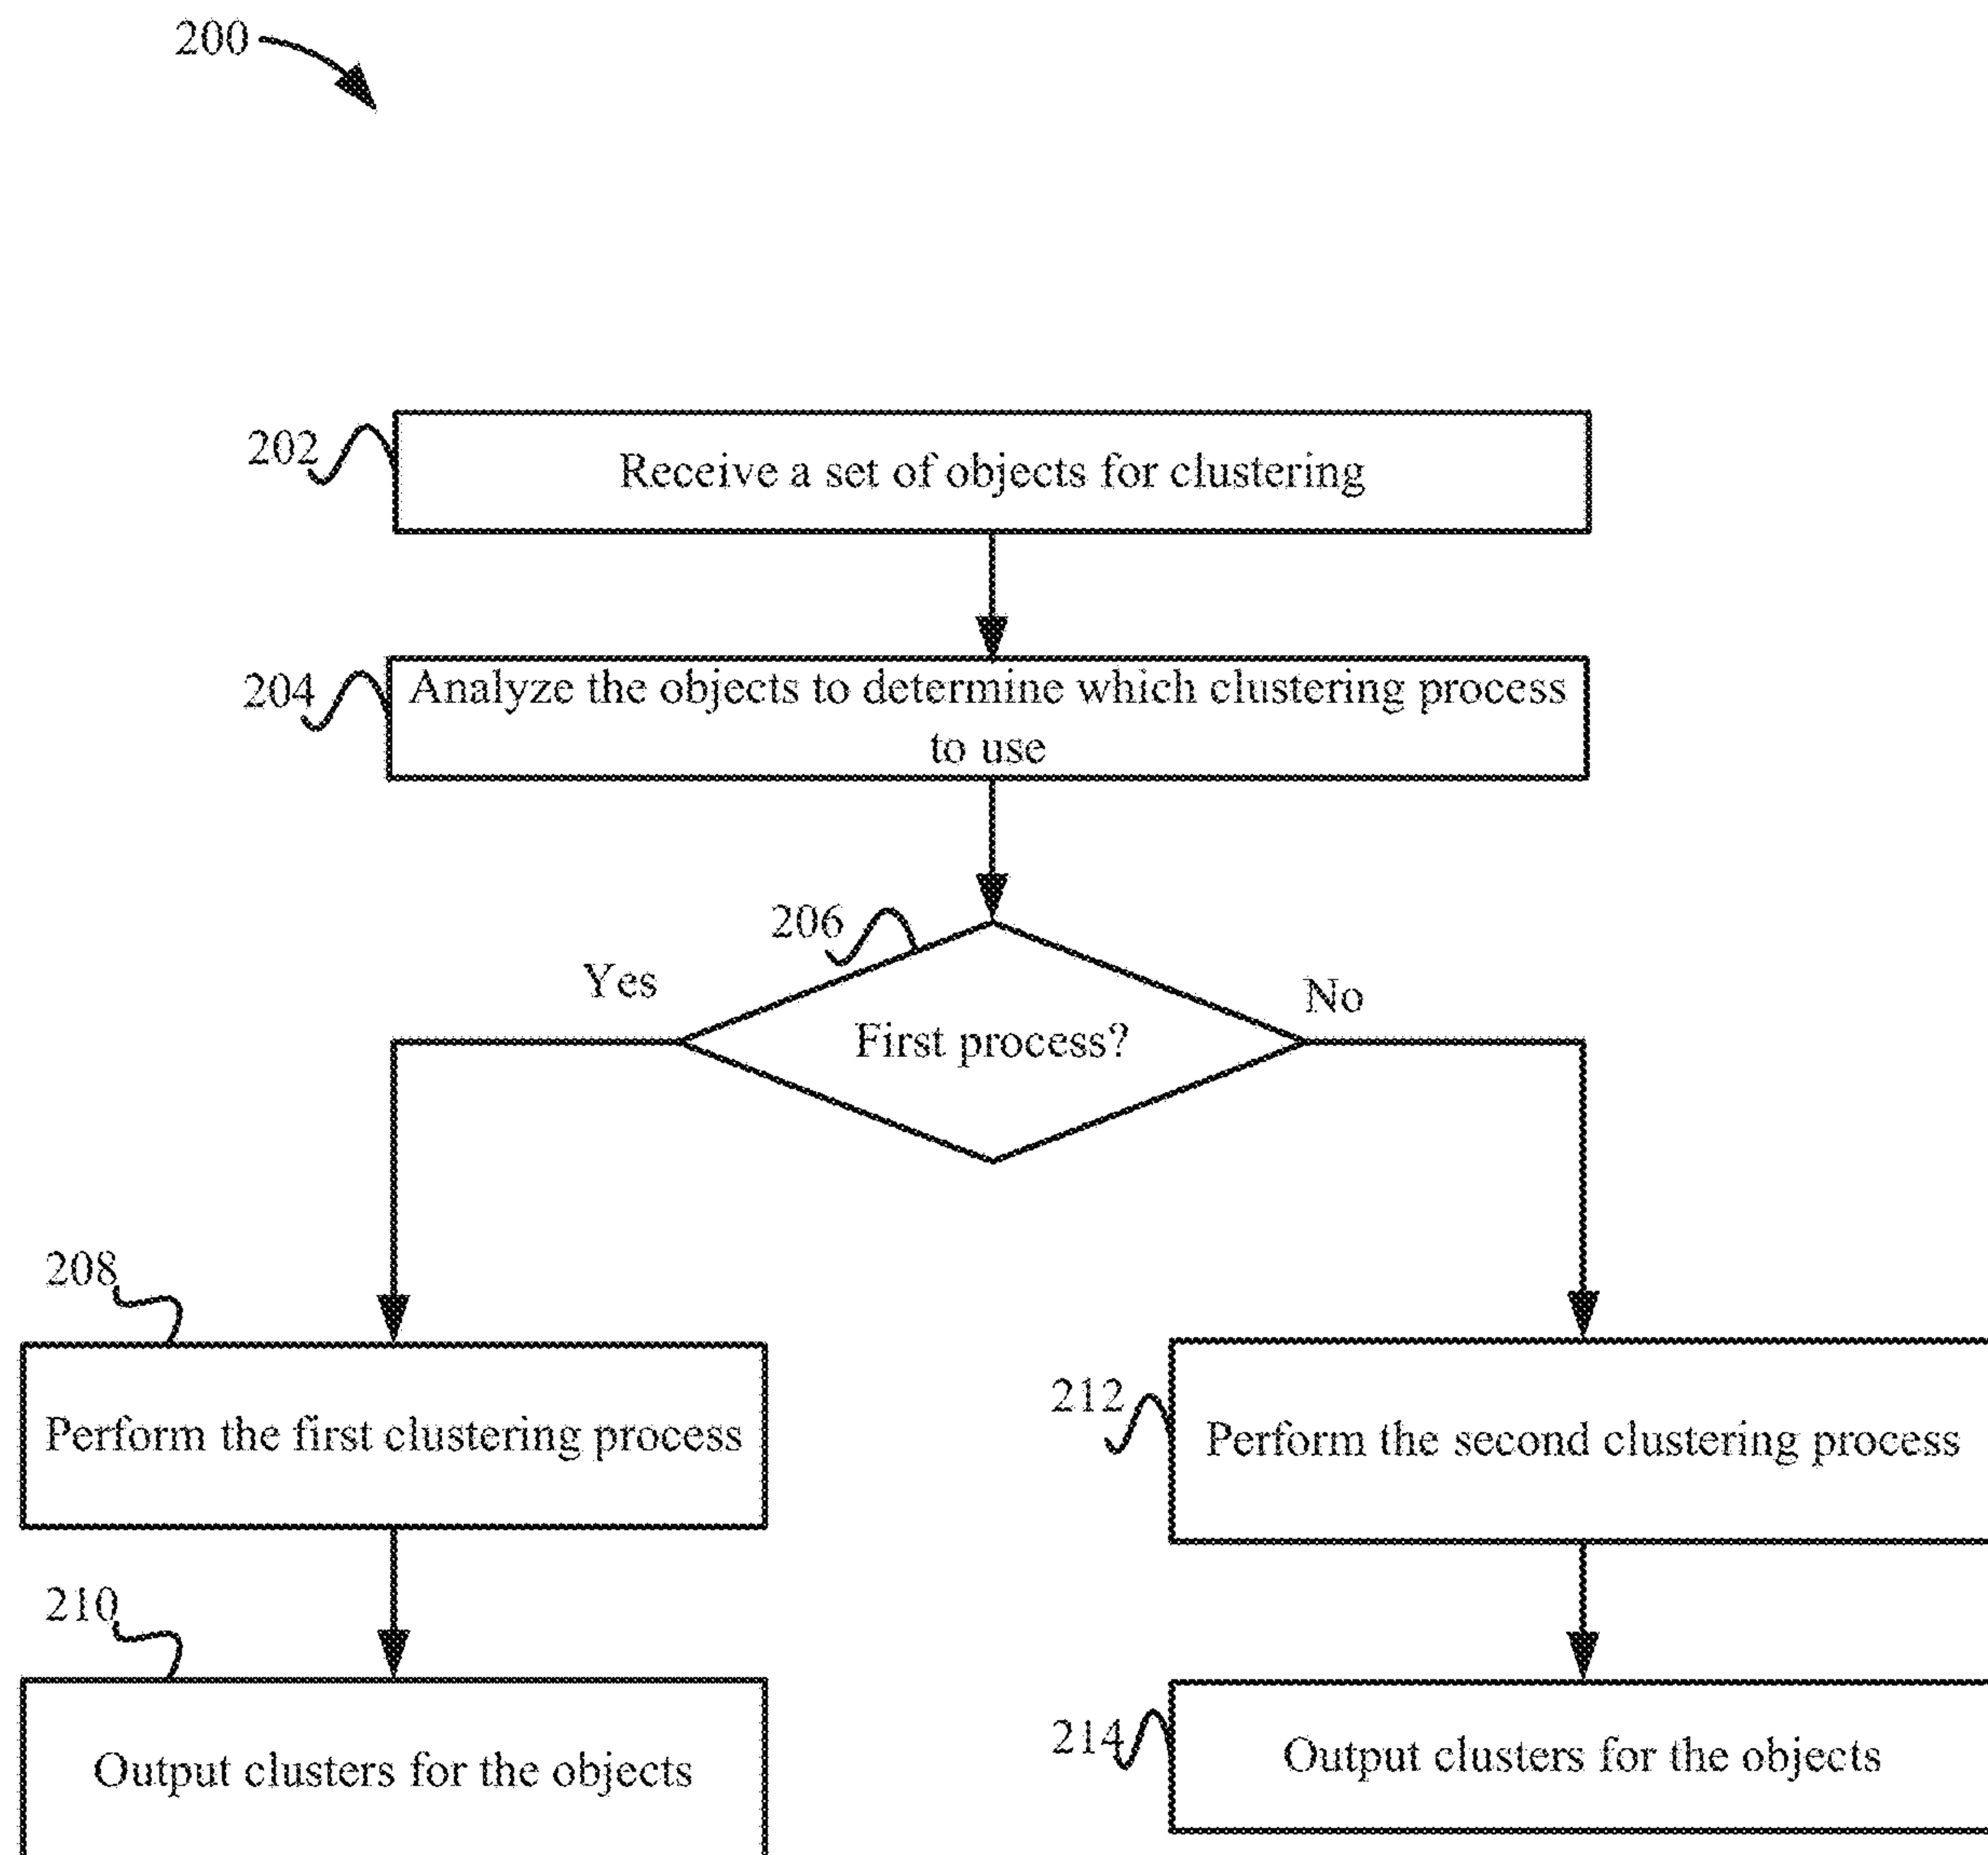 200
202
Receive a set of objects for clustering
204
Analyze the objects to determine which clustering process
to use
206
Yes
No
First process?
208
Perform the first clustering process
212
Perform the second clustering process
210
Output clusters for the objects
214
Output clusters for the objects